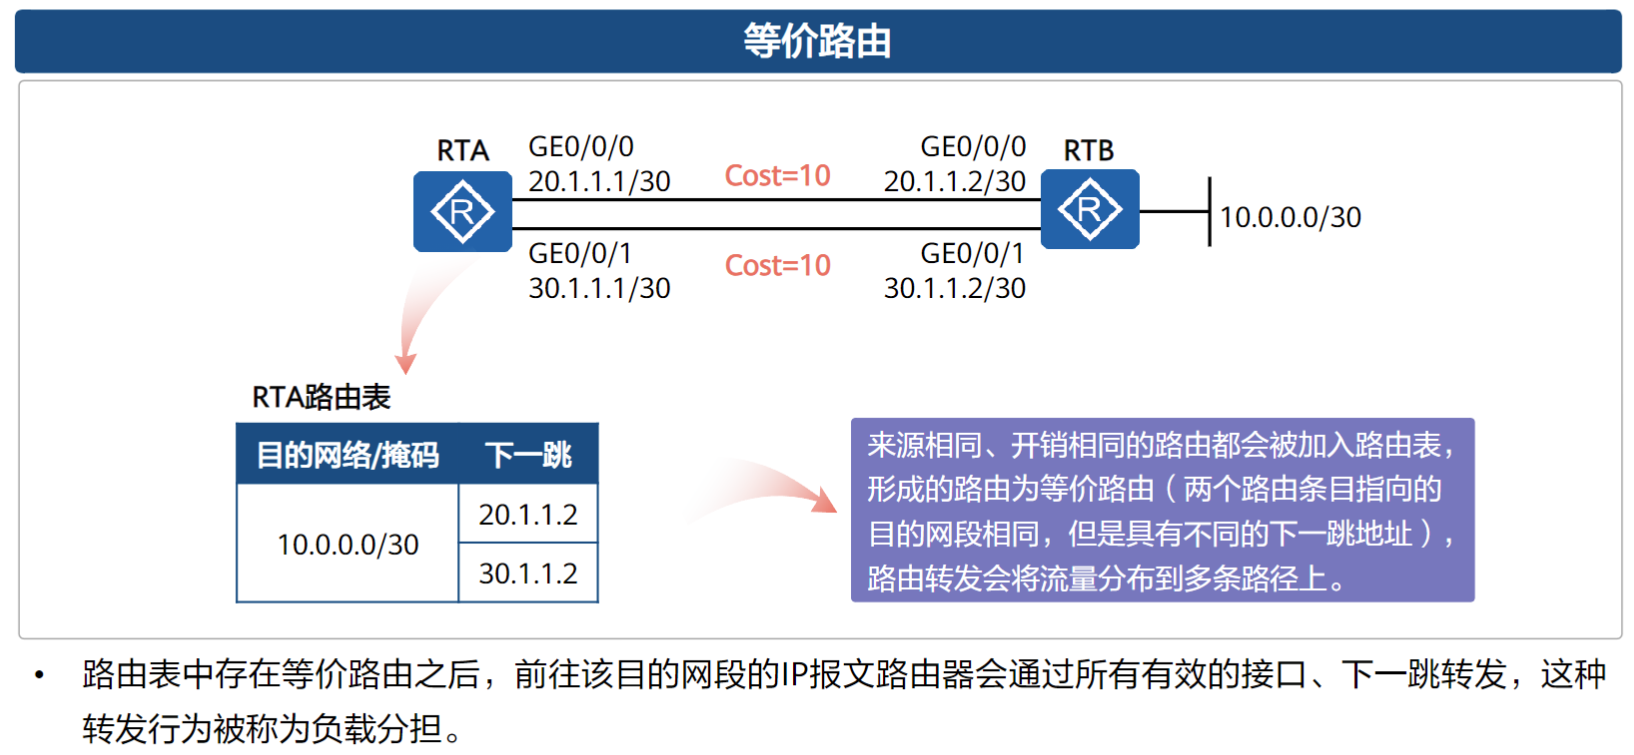 等价路由
RTA
GE0/0/0
20.1.1.1/30
Cost=10
GE0/0/0
20.1.1.2/30
RTB
R
R
10.0.0.0/30
GE0/0/1
30.1.1.1/30
Cost=10
GE0/0/1
30.1.1.2/30
RTA路由表
目的网络/掩码 下一跳
10.0.0.0/30
20.1.1.2
30.1.1.2
来源相同、开销相同的路由都会被加入路由表，
形成的路由为等价路由（两个路由条目指向的
目的网段相同，但是具有不同的下一跳地址），
路由转发会将流量分布到多条路径上。
• 路由表中存在等价路由之后，前往该目的网段的IP报文路由器会通过所有有效的接口、下一跳转发，这种
转发行为被称为负载分担。